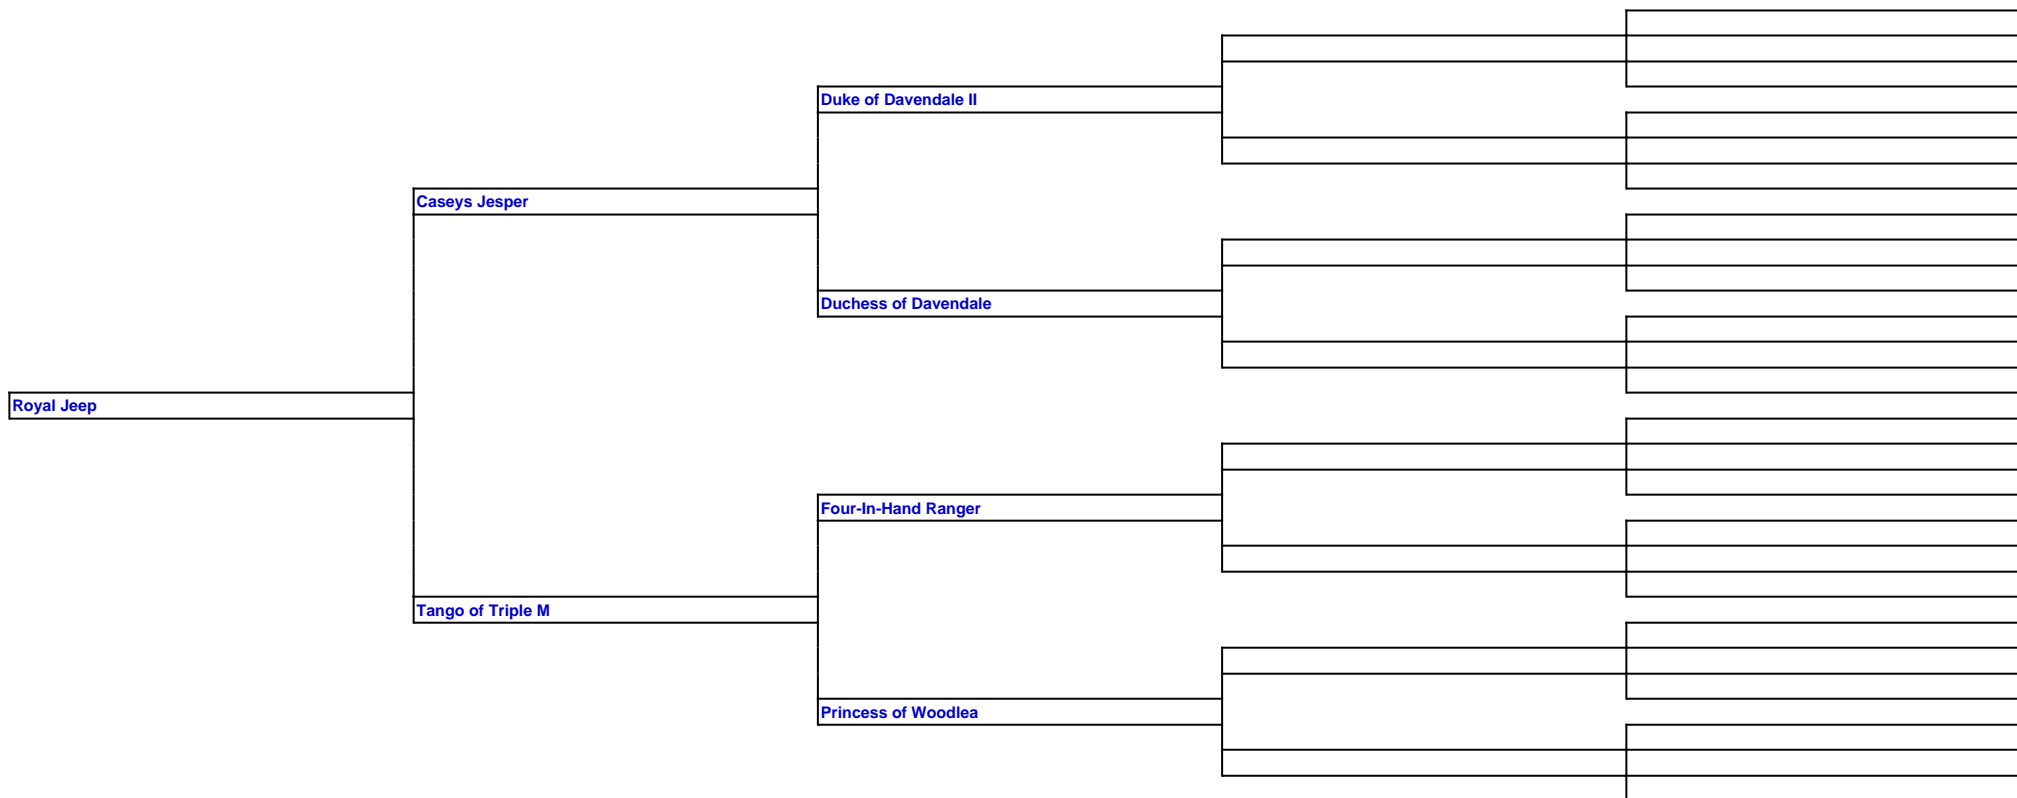 Duke of Davendale II
Caseys Jesper
Duchess of Davendale
Royal Jeep
Four-In-Hand Ranger
Tango of Triple M
Princess of Woodlea